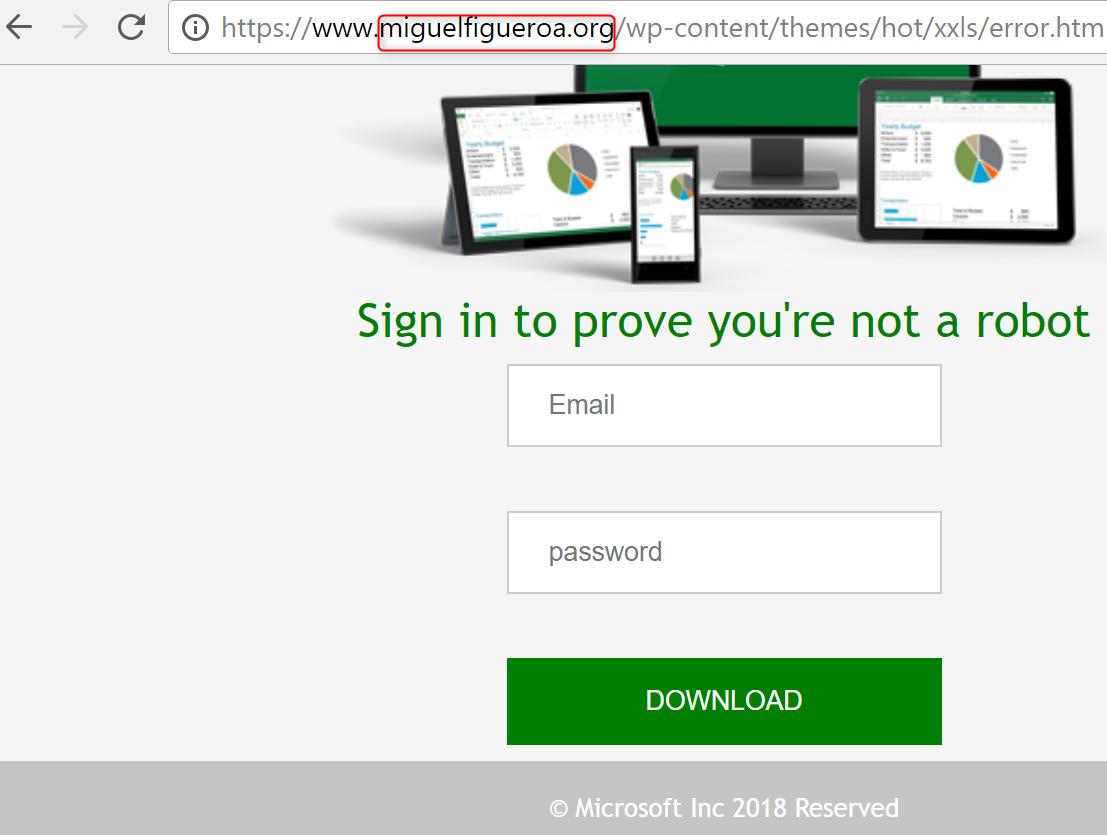 https://www.miguelfigueroa.org/wp-content/themes/hot/xxls/error.htm
Yearly Budget
Yearly Budget
Sign in to prove you're not a robot
Email
password
DOWNLOAD
© Microsoft Inc 2018 Reserved